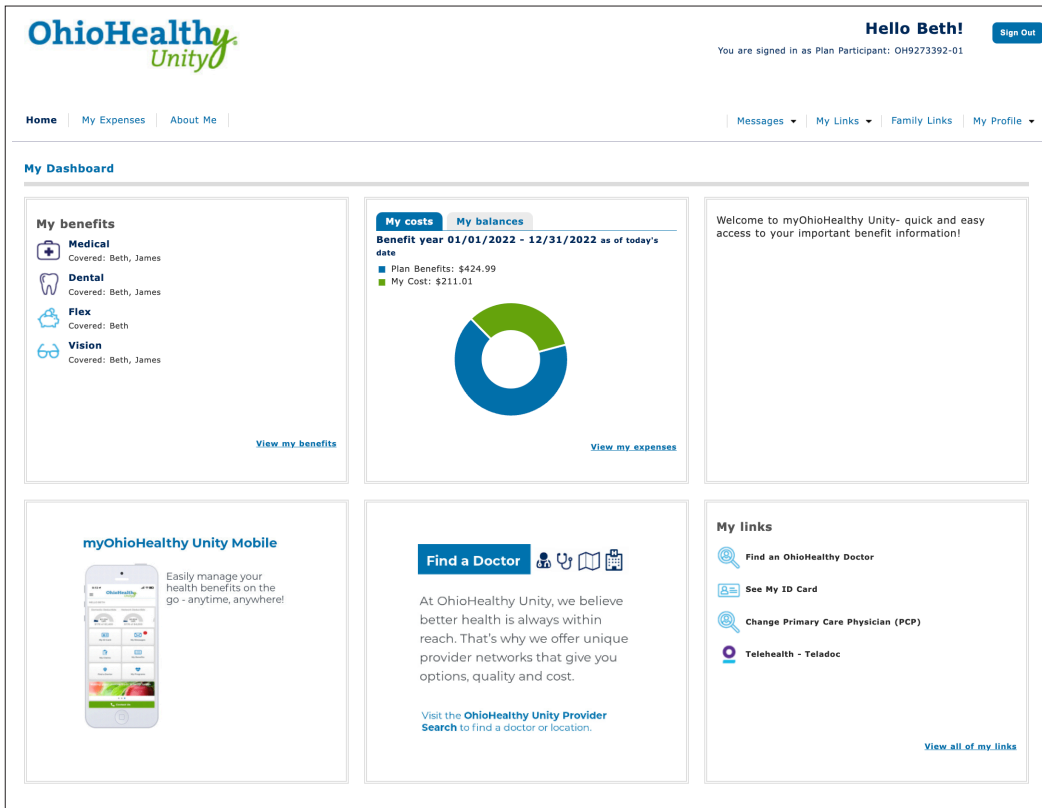 OhioHealthy
Unity
Hello Beth!
Sign Out
You are signed in as Plan Participant: OH9273392-01
Home My Expenses About Me
Messages My Links Family Links My Profile
My Dashboard
My benefits
Medical
Covered: Beth, James
Dental
Covered: Beth, James
Flex
Covered: Beth
Vision
Covered: Beth, James
View my benefits
My costs My balances
Benefit year 01/01/2022 - 12/31/2022 as of today's
date
Plan Benefits: $424.99
My Cost: $211.01
View my expenses
Welcome to myOhioHealthy Unity- quick and easy
access to your important benefit information!
myOhioHealthy Unity Mobile
Easily manage your
health benefits on the
go - anytime, anywhere!
OhioHealthy
Find a Doctor
At OhioHealthy Unity, we believe
better health is always within
reach. That's why we offer unique
provider networks that give you
options, quality and cost.
Visit the OhioHealthy Unity Provider
Search to find a doctor or location.
My links
Find an OhioHealthy Doctor
See My ID Card
Change Primary Care Physician (PCP)
Telehealth - Teladoc
View all of my links